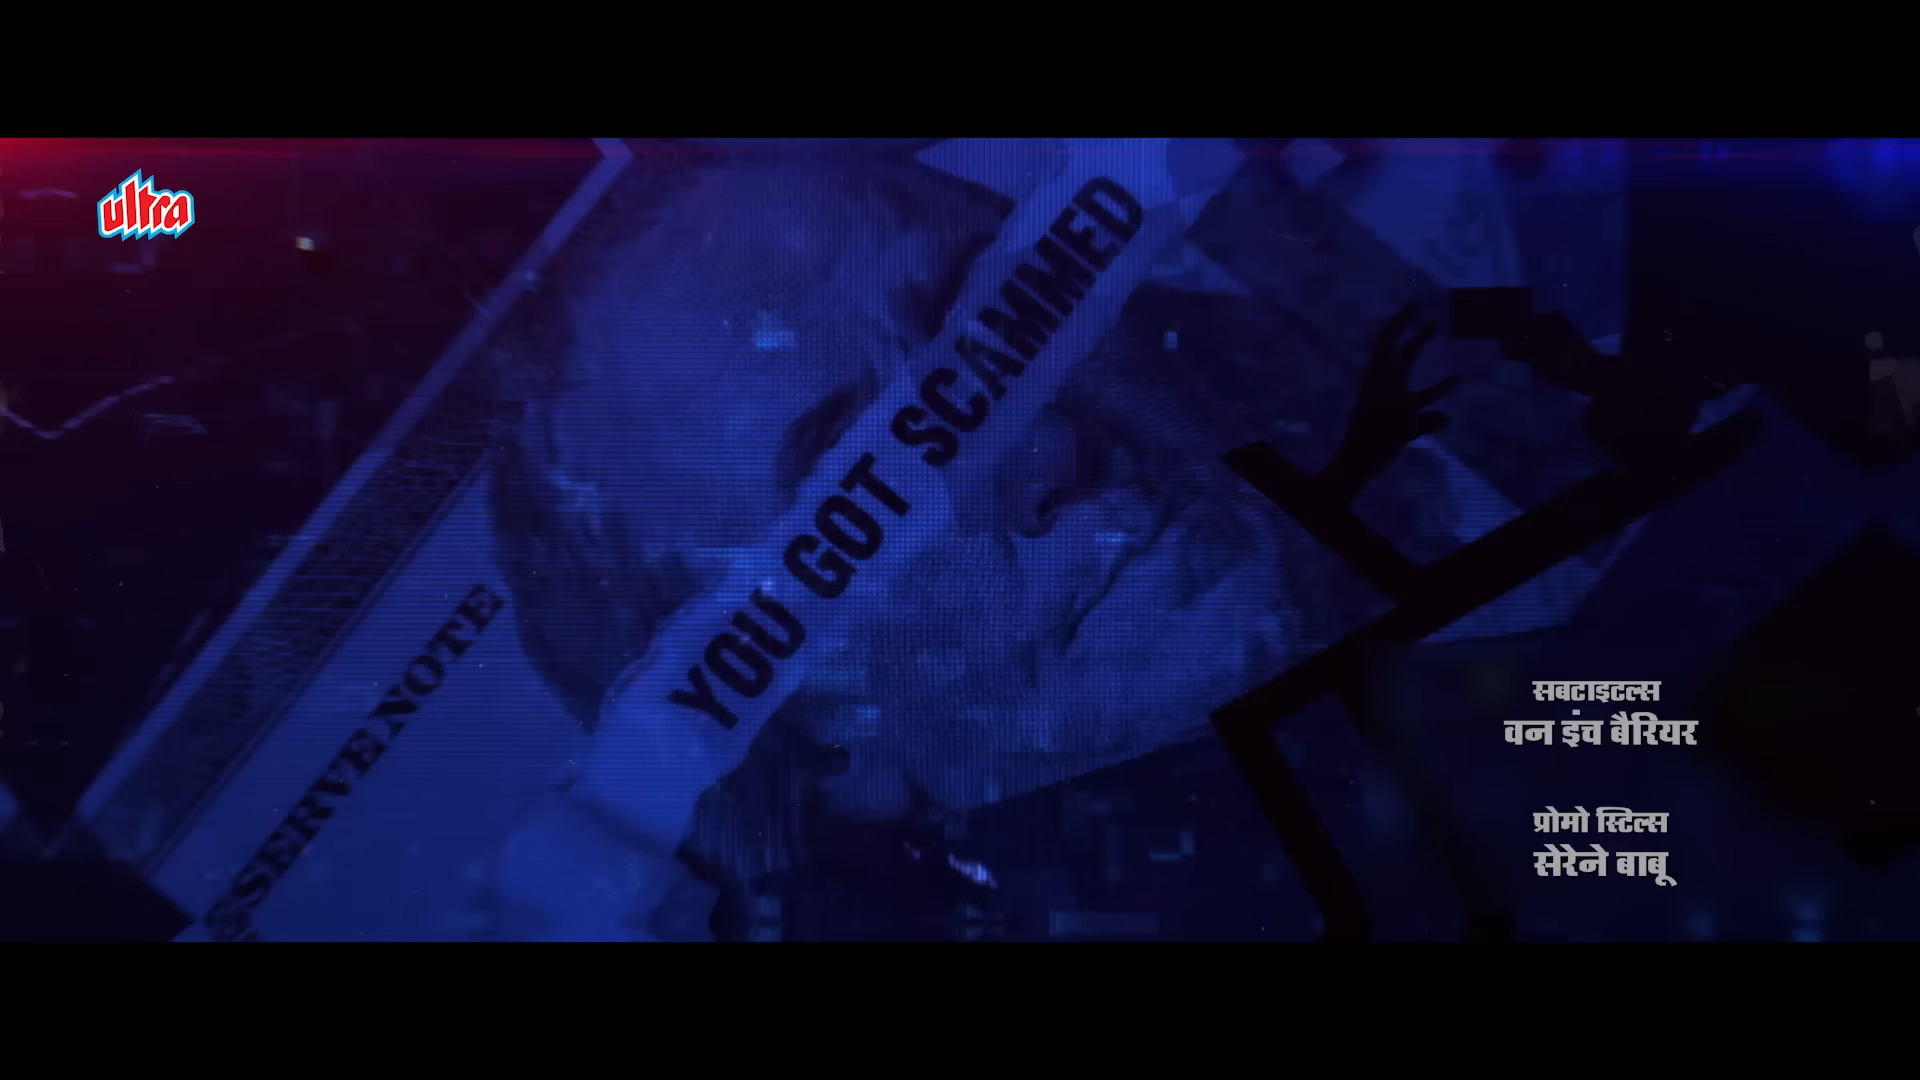 ultra
YOU GOT SCAMMED
SERVE NOTE
सबटाइटल्स
वन इंच बैरियर
प्रोमो स्टिल्स
सेरेने बाबू